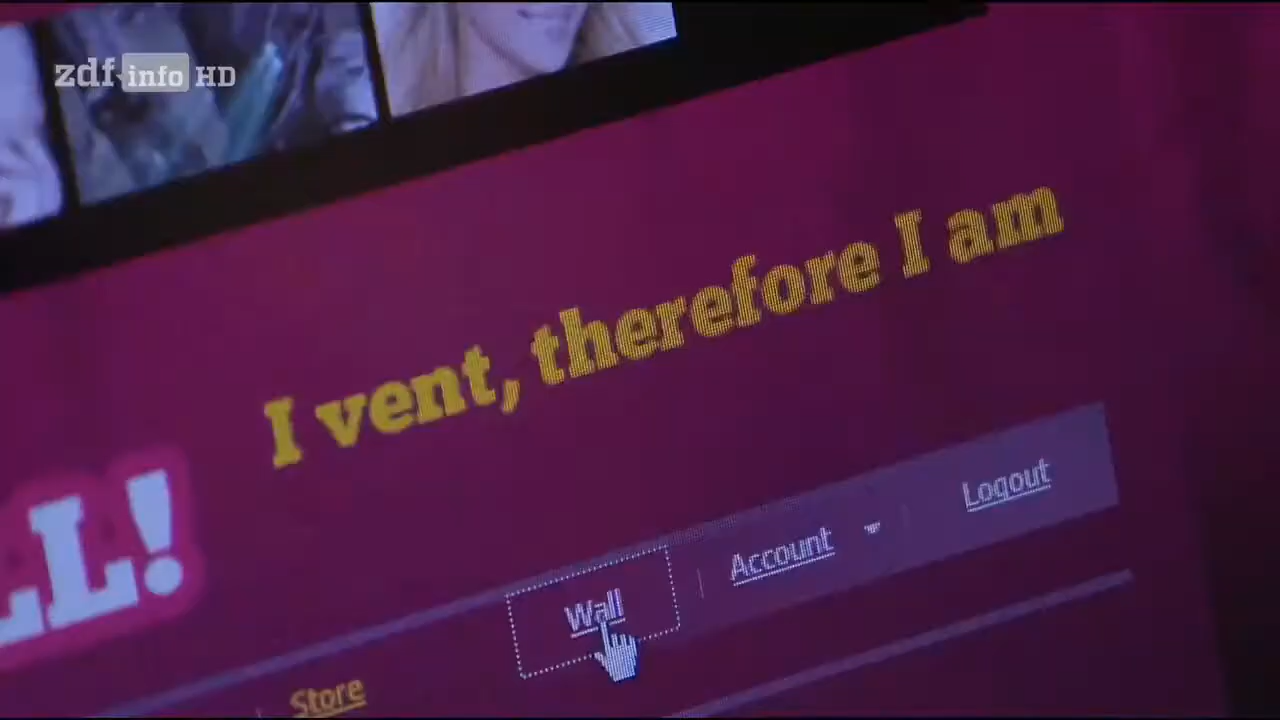 zdf info HD
I vent, therefore I am
LL!
Wall
Account
Logout
Store